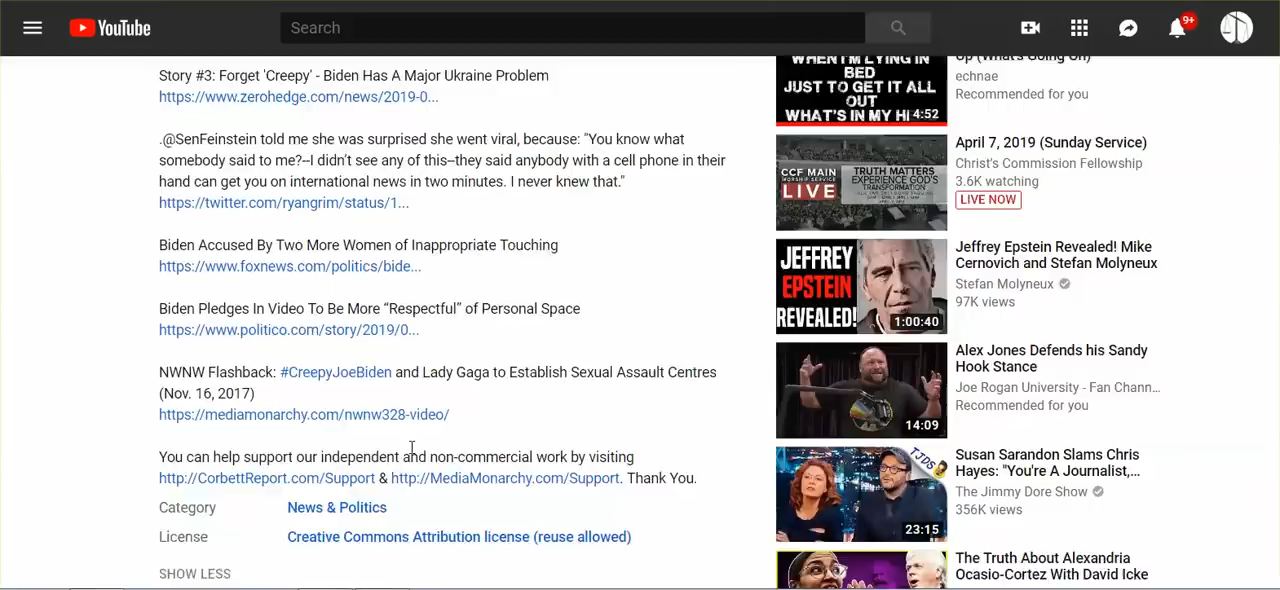 YouTube
Search
9+
Story #3: Forget 'Creepy' - Biden Has A Major Ukraine Problem
https://www.zerohedge.com/news/2019-0...
.@SenFeinstein told me she was surprised she went viral, because: "You know what
somebody said to me?--I didn't see any of this--they said anybody with a cell phone in their
hand can get you on international news in two minutes. I never knew that."
https://twitter.com/ryangrim/status/1...
Biden Accused By Two More Women of Inappropriate Touching
https://www.foxnews.com/politics/bide...
Biden Pledges In Video To Be More “Respectful” of Personal Space
https://www.politico.com/story/2019/0...
NWNW Flashback: #CreepyJoeBiden and Lady Gaga to Establish Sexual Assault Centres
(Nov. 16, 2017)
https://mediamonarchy.com/nwnw328-video/
You can help support our independent and non-commercial work by visiting
http://CorbettReport.com/Support & http://MediaMonarchy.com/Support. Thank You.
Category News & Politics
License Creative Commons Attribution license (reuse allowed)
SHOW LESS
WHEN I'M LYING IN
BED
JUST TO GET IT ALL
OUT
WHAT'S IN MY
4:52
Up (What's Going On)
echnae
Recommended for you
CCF MAIN
WORSHIP SERVICE
LIVE
TRUTH MATTERS
EXPERIENCE GOD'S
TRANSFORMATION
April 7, 2019 (Sunday Service)
Christ's Commission Fellowship
3.6K watching
LIVE NOW
JEFFREY
EPSTEIN
REVEALED!
1:00:40
Jeffrey Epstein Revealed! Mike
Cernovich and Stefan Molyneux
Stefan Molyneux
97K views
14:09
Alex Jones Defends his Sandy
Hook Stance
Joe Rogan University - Fan Chann...
Recommended for you
TJDS
23:15
Susan Sarandon Slams Chris
Hayes: "You're A Journalist,...
The Jimmy Dore Show
356K views
The Truth About Alexandria
Ocasio-Cortez With David Icke